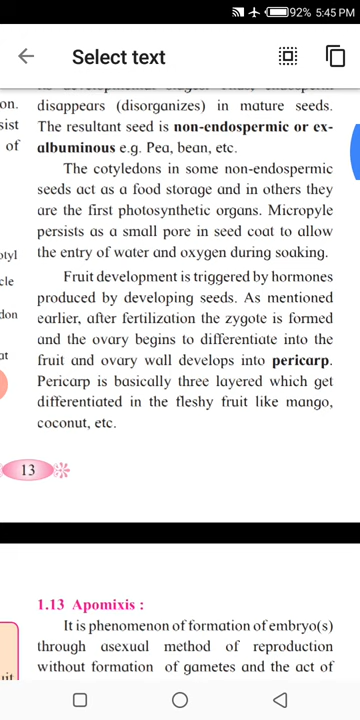 92% 5:45 PM
Select text
on.
sist
of
otyl
cle
don
at
disappears (disorganizes) in mature seeds.
The resultant seed is non-endospermic or ex-
albuminous e.g. Pea, bean, etc.
The cotyledons in some non-endospermic
seeds act as a food storage and in others they
are the first photosynthetic organs. Micropyle
persists as a small pore in seed coat to allow
the entry of water and oxygen during soaking.
Fruit development is triggered by hormones
produced by developing seeds. As mentioned
earlier, after fertilization the zygote is formed
and the ovary begins to differentiate into the
fruit and ovary wall develops into pericarp.
Pericarp is basically three layered which get
differentiated in the fleshy fruit like mango,
coconut, etc.
13
1.13 Apomixis :
It is phenomenon of formation of embryo(s)
through asexual method of reproduction
without formation of gametes and the act of